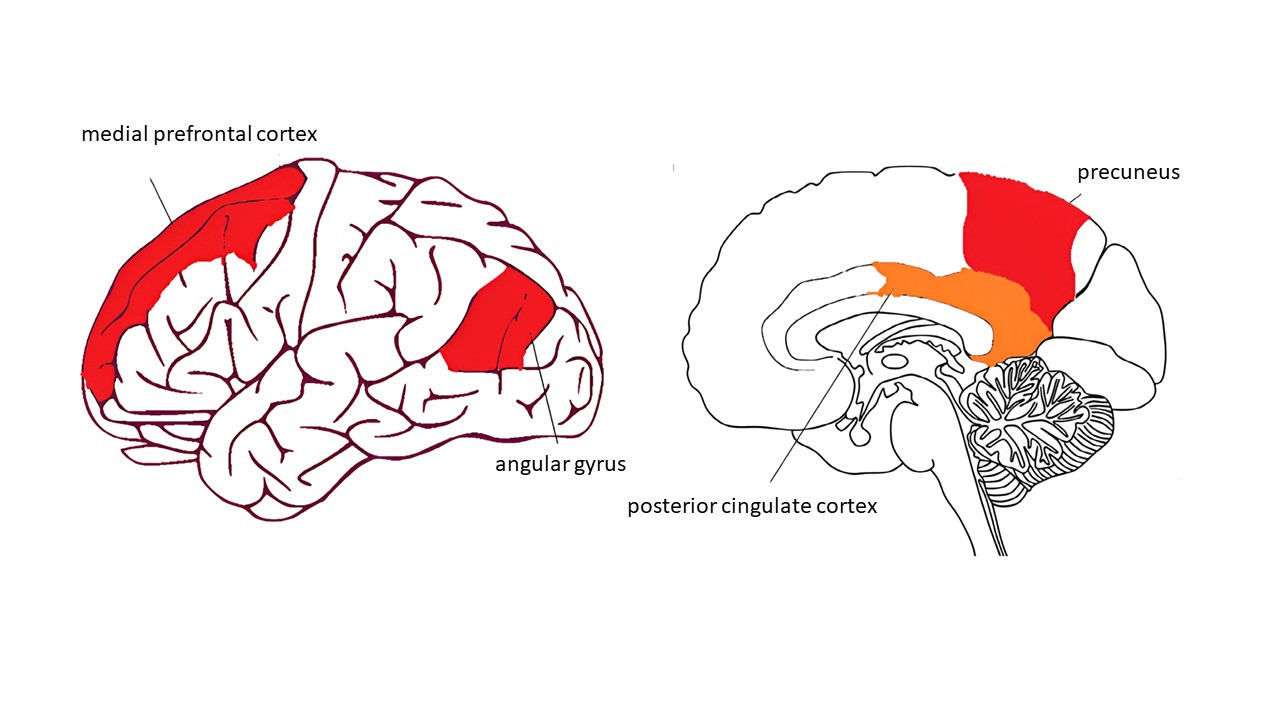 medial prefrontal cortex
precuneus
angular gyrus
posterior cingulate cortex